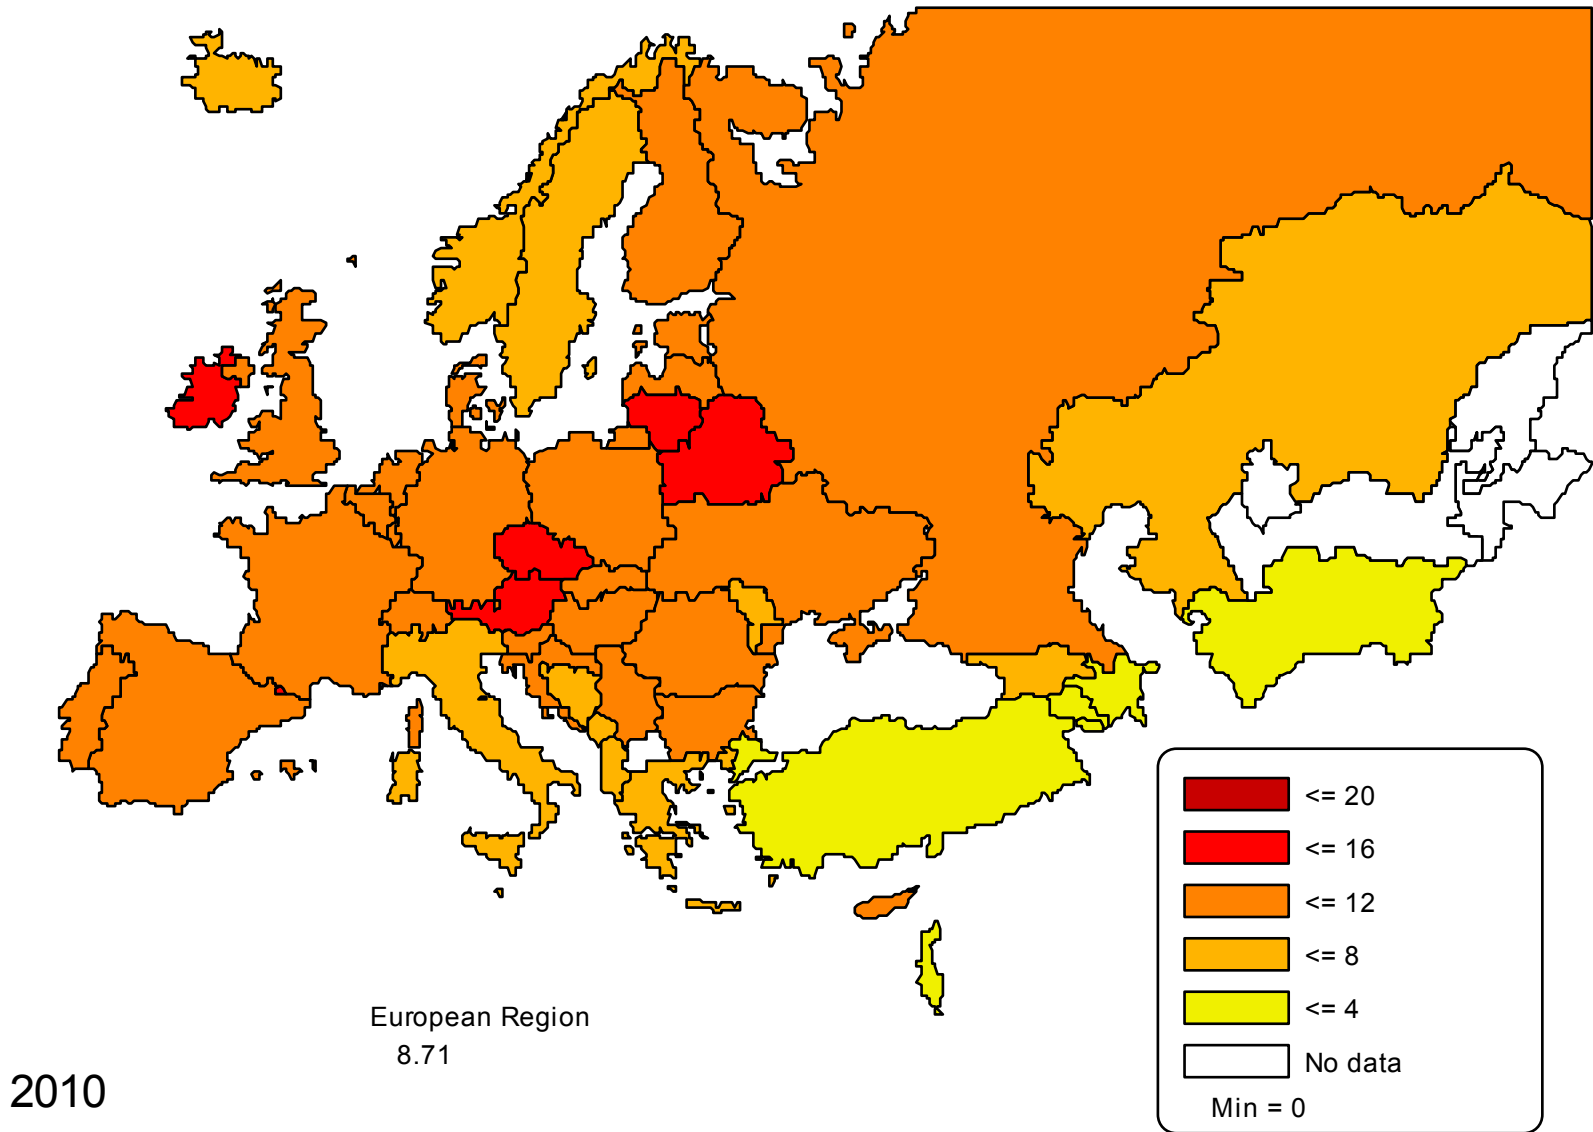 <= 20
<= 16
<= 12
<= 8
<= 4
No data
Min = 0
European Region
8.71
2010